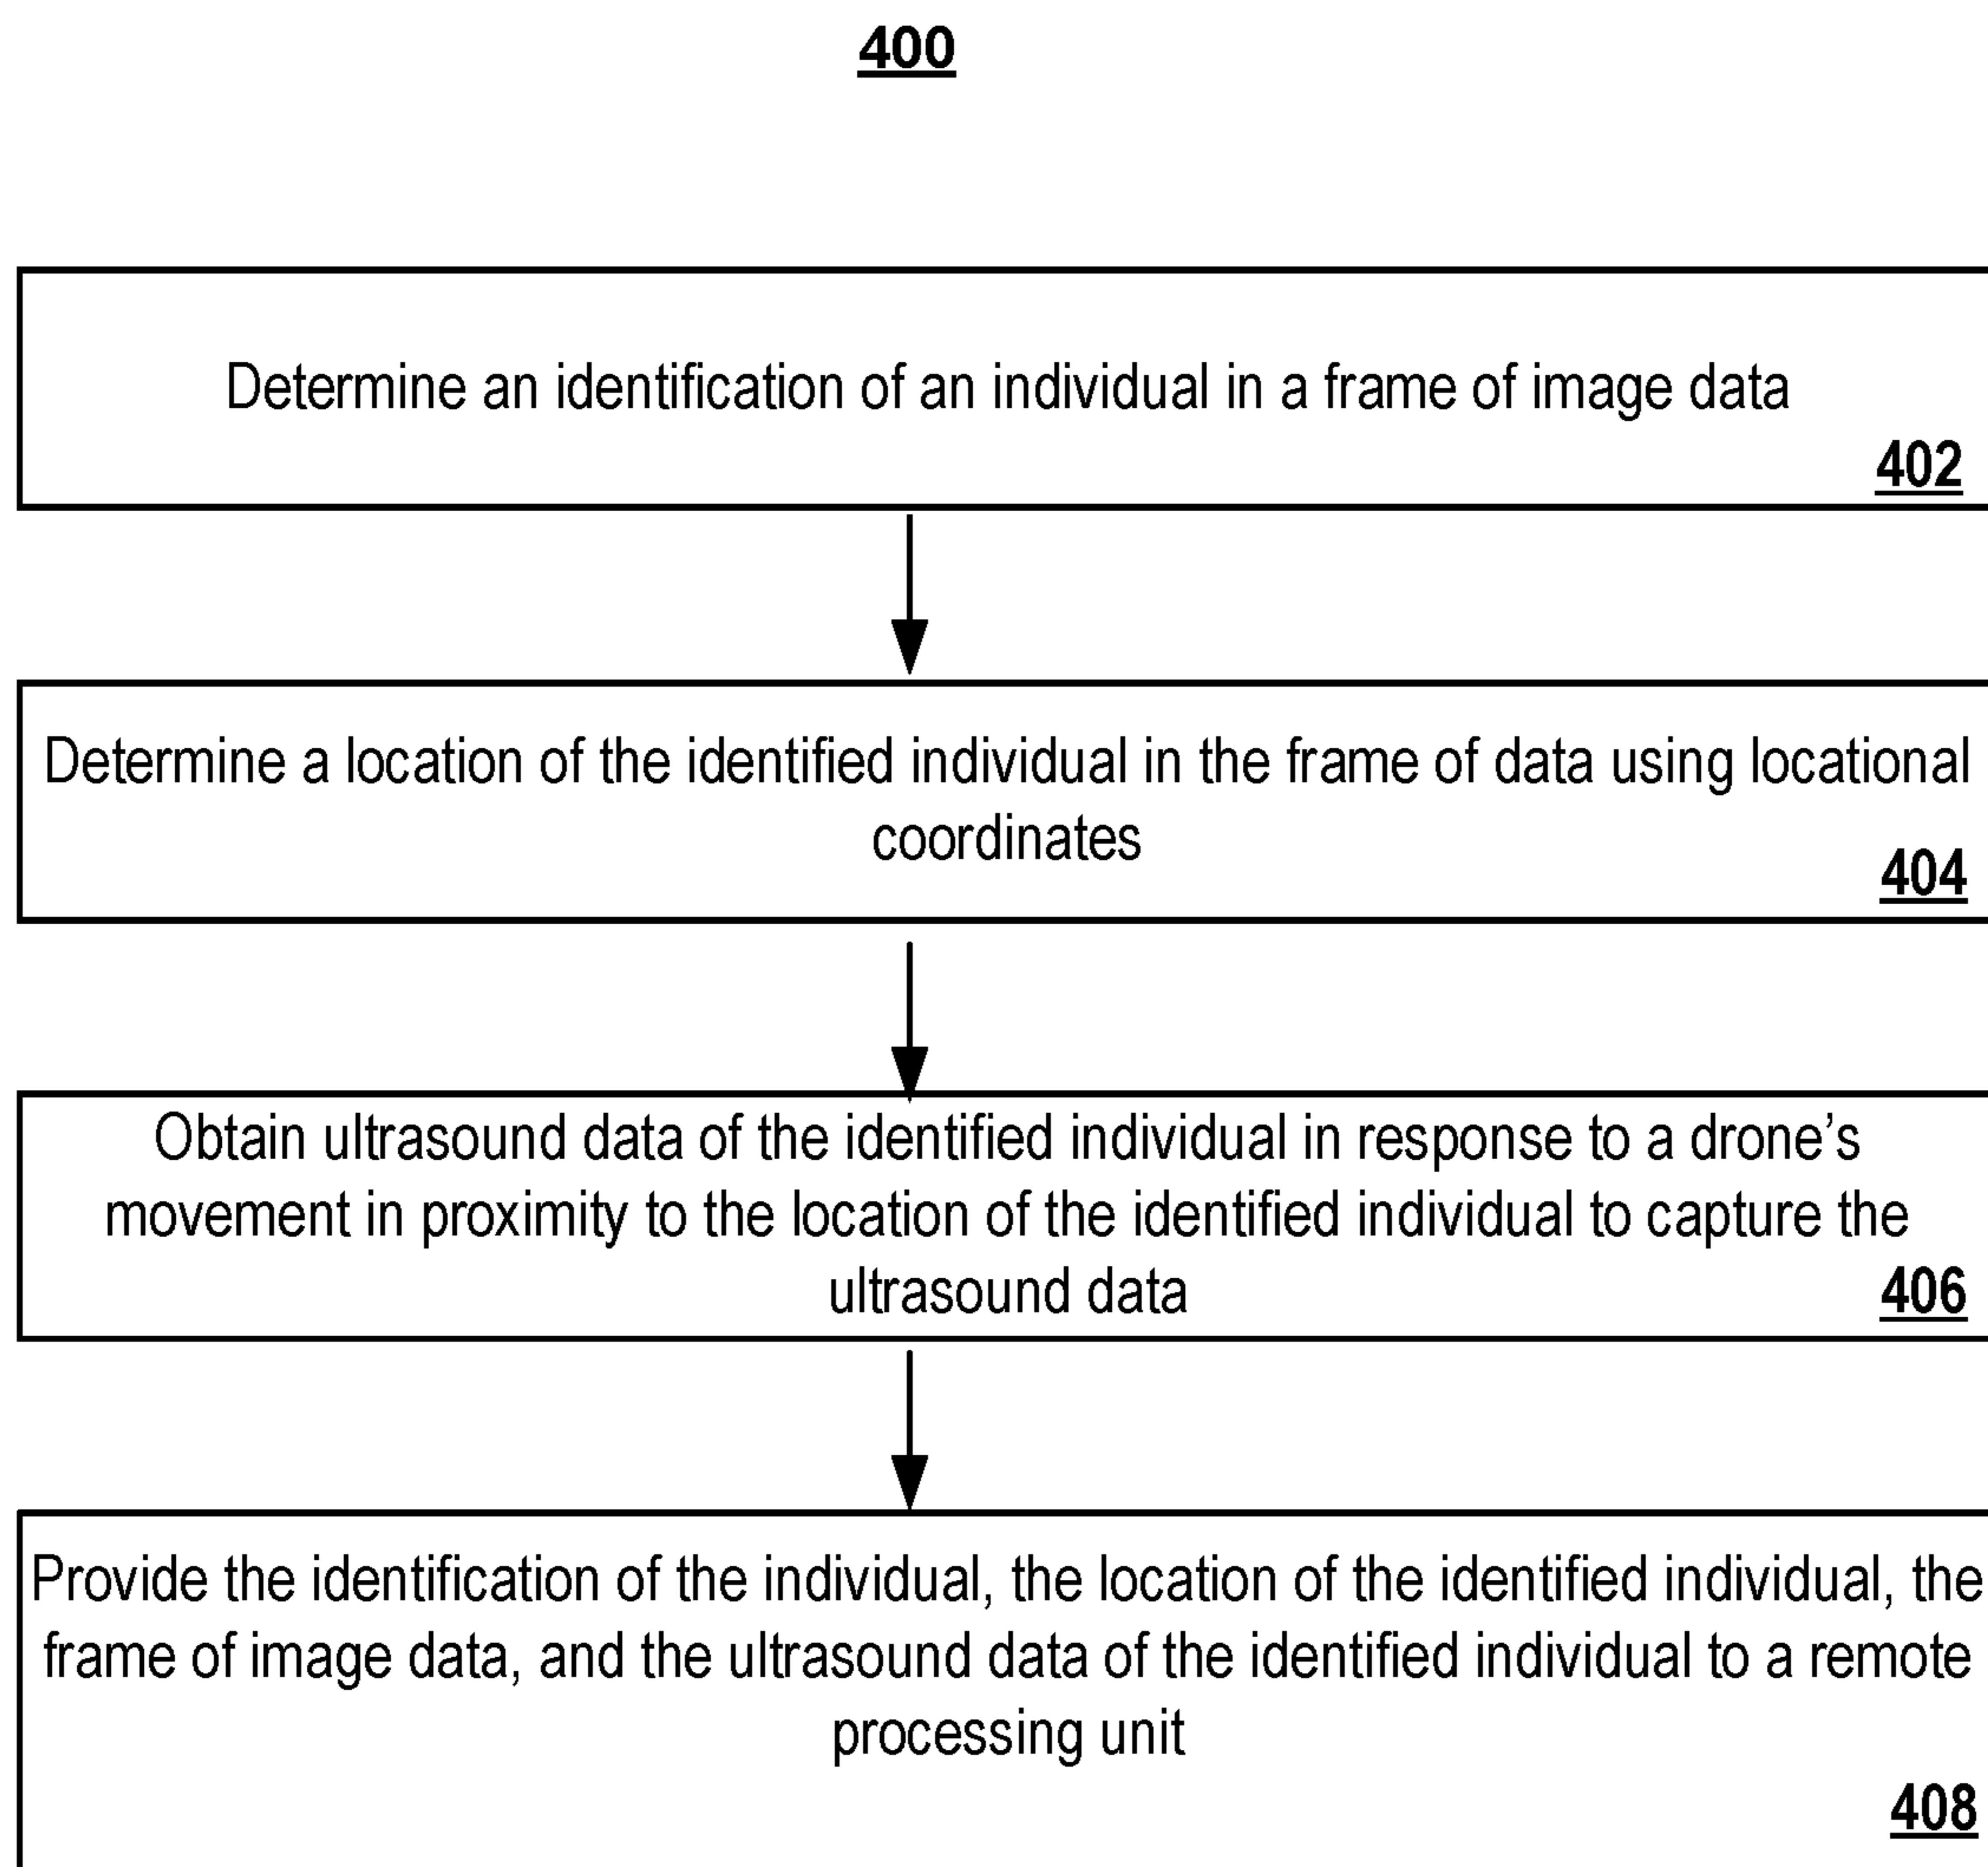 400
Determine an identification of an individual in a frame of image data
402
Determine a location of the identified individual in the frame of data using locational
coordinates
404
Obtain ultrasound data of the identified individual in response to a drone’s
movement in proximity to the location of the identified individual to capture the
ultrasound data
406
Provide the identification of the individual, the location of the identified individual, the
frame of image data, and the ultrasound data of the identified individual to a remote
processing unit
408